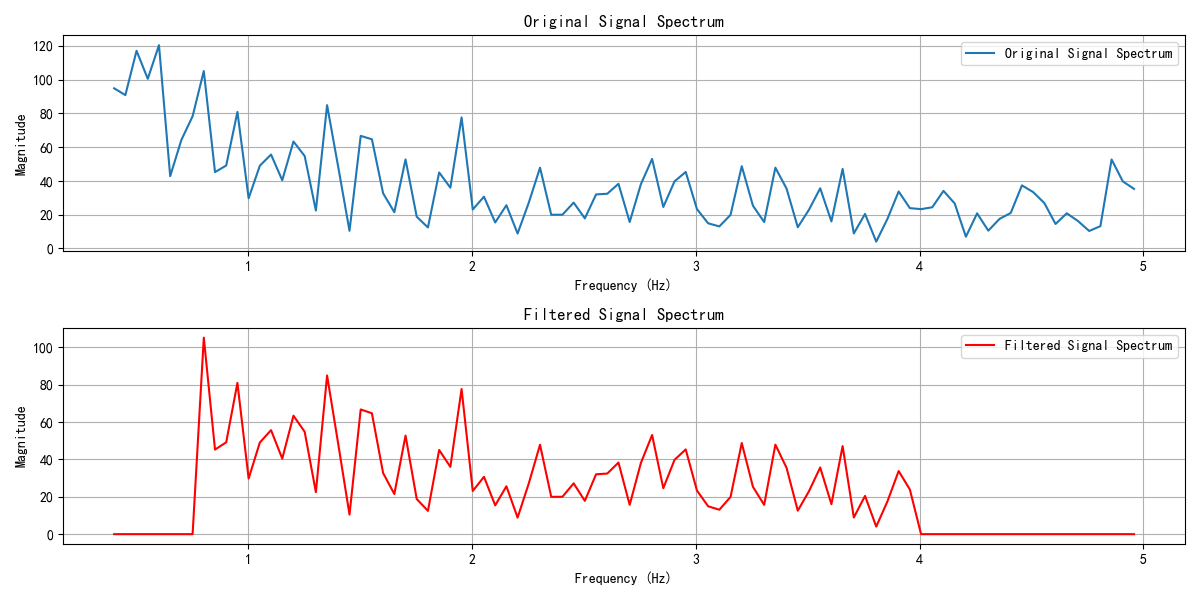 Original Signal Spectrum
Original Signal Spectrum
120
100
80
60
40
20
0
Magnitude
1 2 3 4 5
Frequency (Hz)
Filtered Signal Spectrum
Filtered Signal Spectrum
100
80
60
40
20
0
Magnitude
1 2 3 4 5
Frequency (Hz)